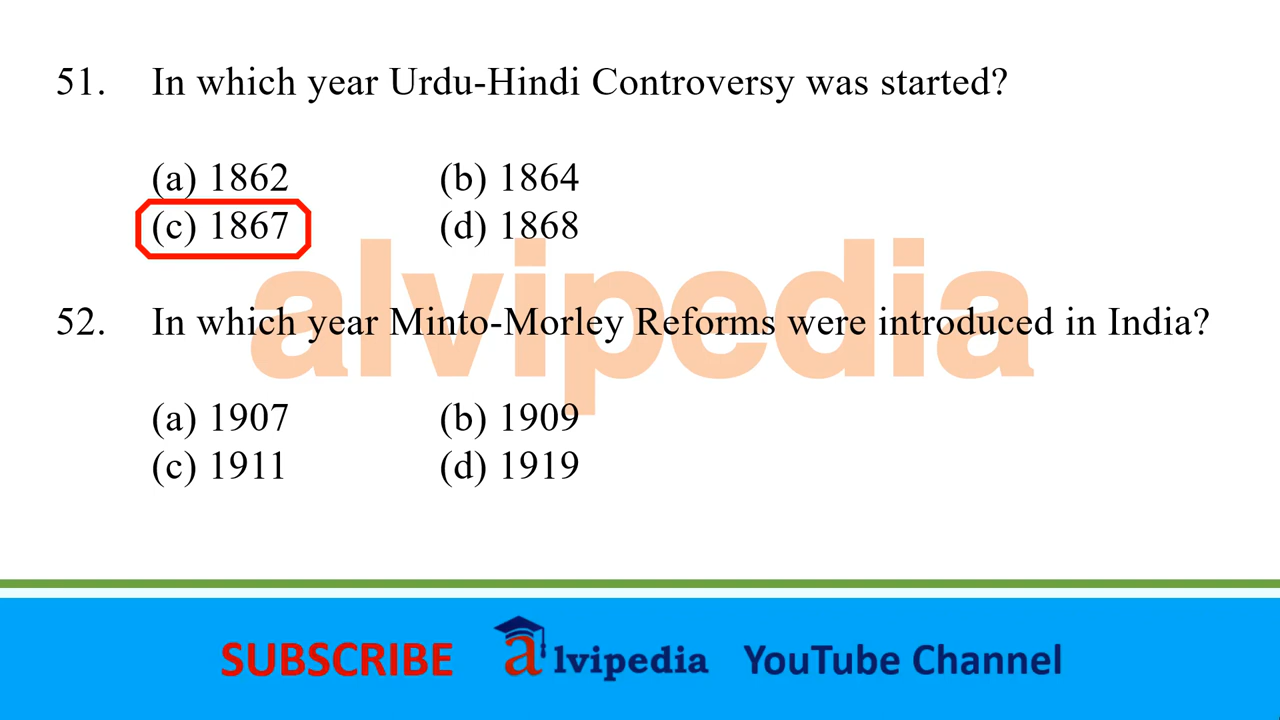 51. In which year Urdu-Hindi Controversy was started?
(a) 1862 (b) 1864
(c) 1867 (d) 1868
alvipedia
52. In which year Minto-Morley Reforms were introduced in India?
(a) 1907 (b) 1909
(c) 1911 (d) 1919
SUBSCRIBE alvipedia YouTube Channel